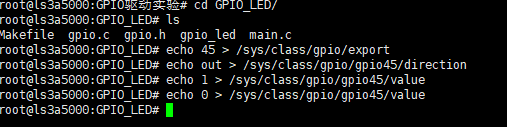 root@ls3a5000:GPIO驱动实验# cd GPIO_LED/
root@ls3a5000:GPIO_LED# ls
Makefile  gpio.c  gpio.h  gpio_led  main.c
root@ls3a5000:GPIO_LED# echo 45 > /sys/class/gpio/export
root@ls3a5000:GPIO_LED# echo out > /sys/class/gpio/gpio45/direction
root@ls3a5000:GPIO_LED# echo 1 > /sys/class/gpio/gpio45/value
root@ls3a5000:GPIO_LED# echo 0 > /sys/class/gpio/gpio45/value
root@ls3a5000:GPIO_LED#